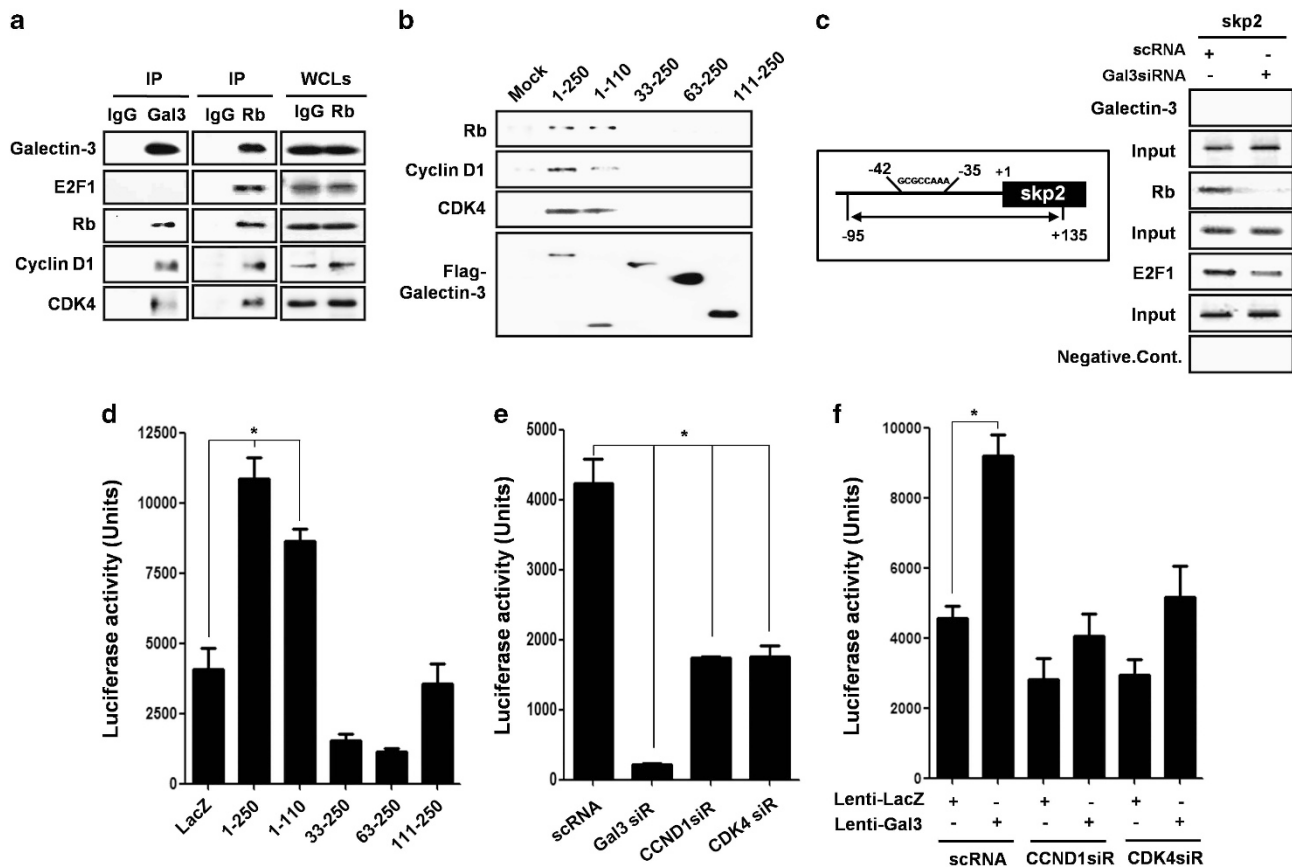 a
IP IP WCLs
IgG Gal3 IgG Rb IgG Rb
Galectin-3
E2F1
Rb
Cyclin D1
CDK4
b
Mock 1-250 1-110 33-250 63-250 111-250
Rb
Cyclin D1
CDK4
Flag-
Galectin-3
c
-42 GCGCCAAA -35 +1
skp2
-95 +135
skp2
scRNA + -
Gal3siRNA - +
Galectin-3
Input
Rb
Input
E2F1
Input
Negative.Cont.
d
Luciferase activity (Units)
12500
10000
7500
5000
2500
0
*
LacZ 1-250 1-110 33-250 63-250 111-250
e
Luciferase activity (Units)
5000
4000
3000
2000
1000
0
*
scRNA Gal3 siR CCND1siR CDK4 siR
f
Luciferase activity (Units)
10000
8000
6000
4000
2000
0
*
Lenti-LacZ + - + - + -
Lenti-Gal3 - + - + - +
scRNA CCND1siR CDK4siR